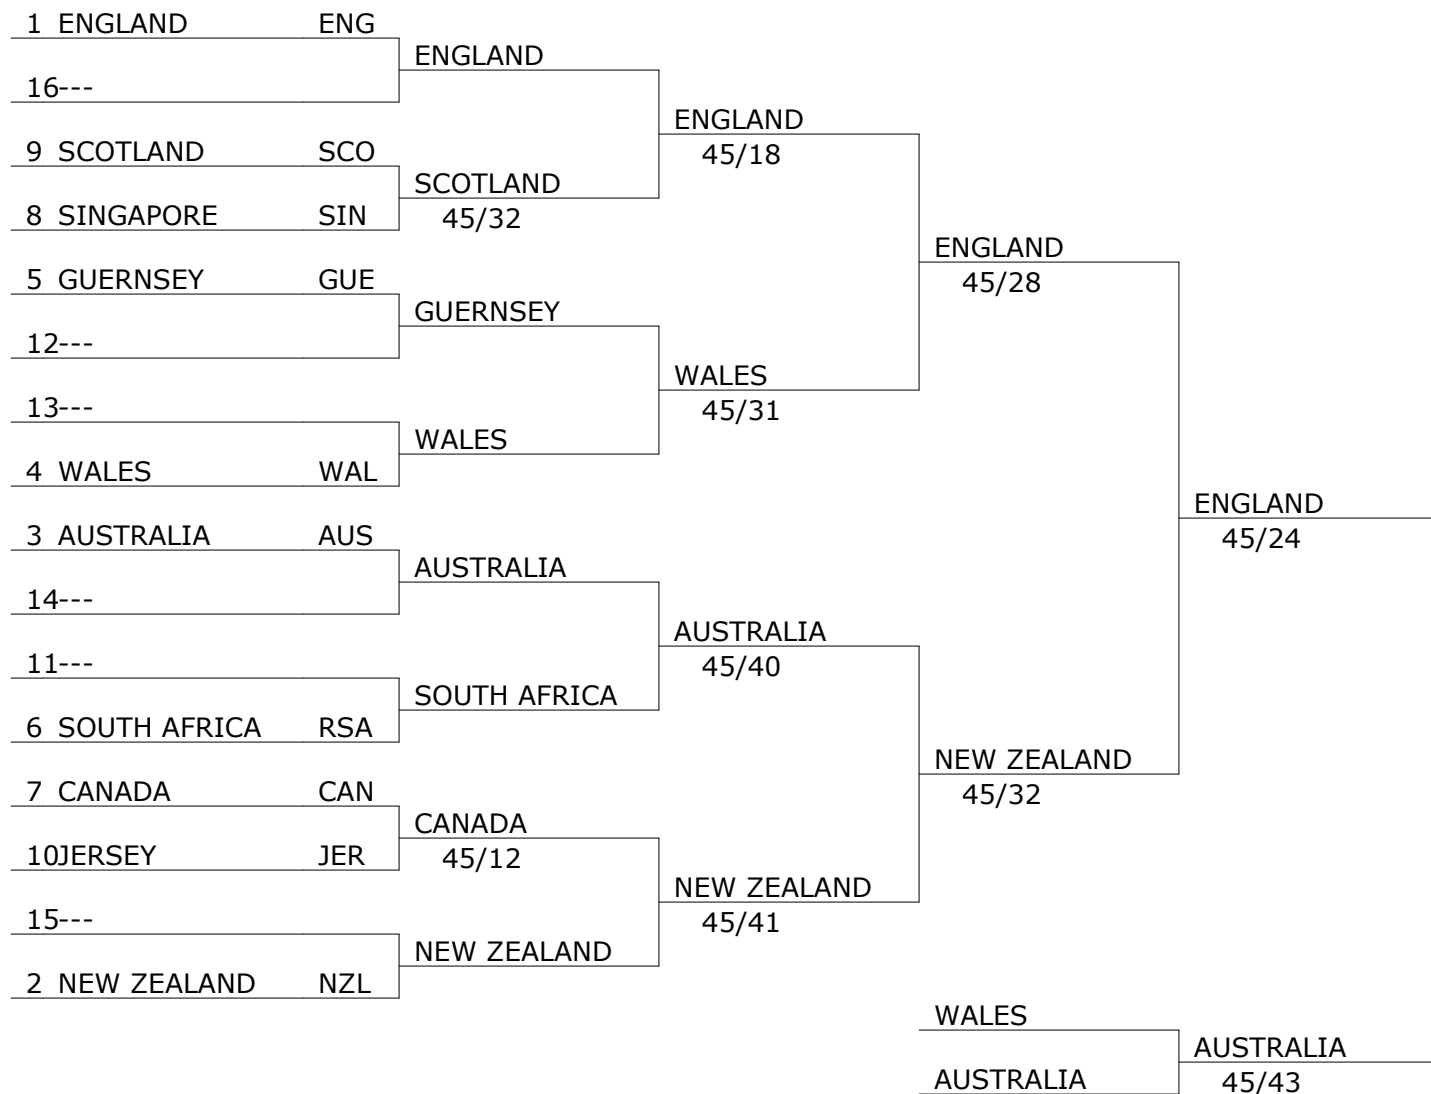 1 ENGLAND ENG
ENGLAND
16---
ENGLAND
9 SCOTLAND SCO
45/18
SCOTLAND
8 SINGAPORE SIN
45/32
ENGLAND
5 GUERNSEY GUE
45/28
GUERNSEY
12---
WALES
13---
45/31
WALES
4 WALES WAL
ENGLAND
3 AUSTRALIA AUS
45/24
AUSTRALIA
14---
AUSTRALIA
11---
45/40
SOUTH AFRICA
6 SOUTH AFRICA RSA
NEW ZEALAND
7 CANADA CAN
45/32
CANADA
10JERSEY JER
45/12
NEW ZEALAND
15---
45/41
NEW ZEALAND
2 NEW ZEALAND NZL
WALES
AUSTRALIA
AUSTRALIA
45/43